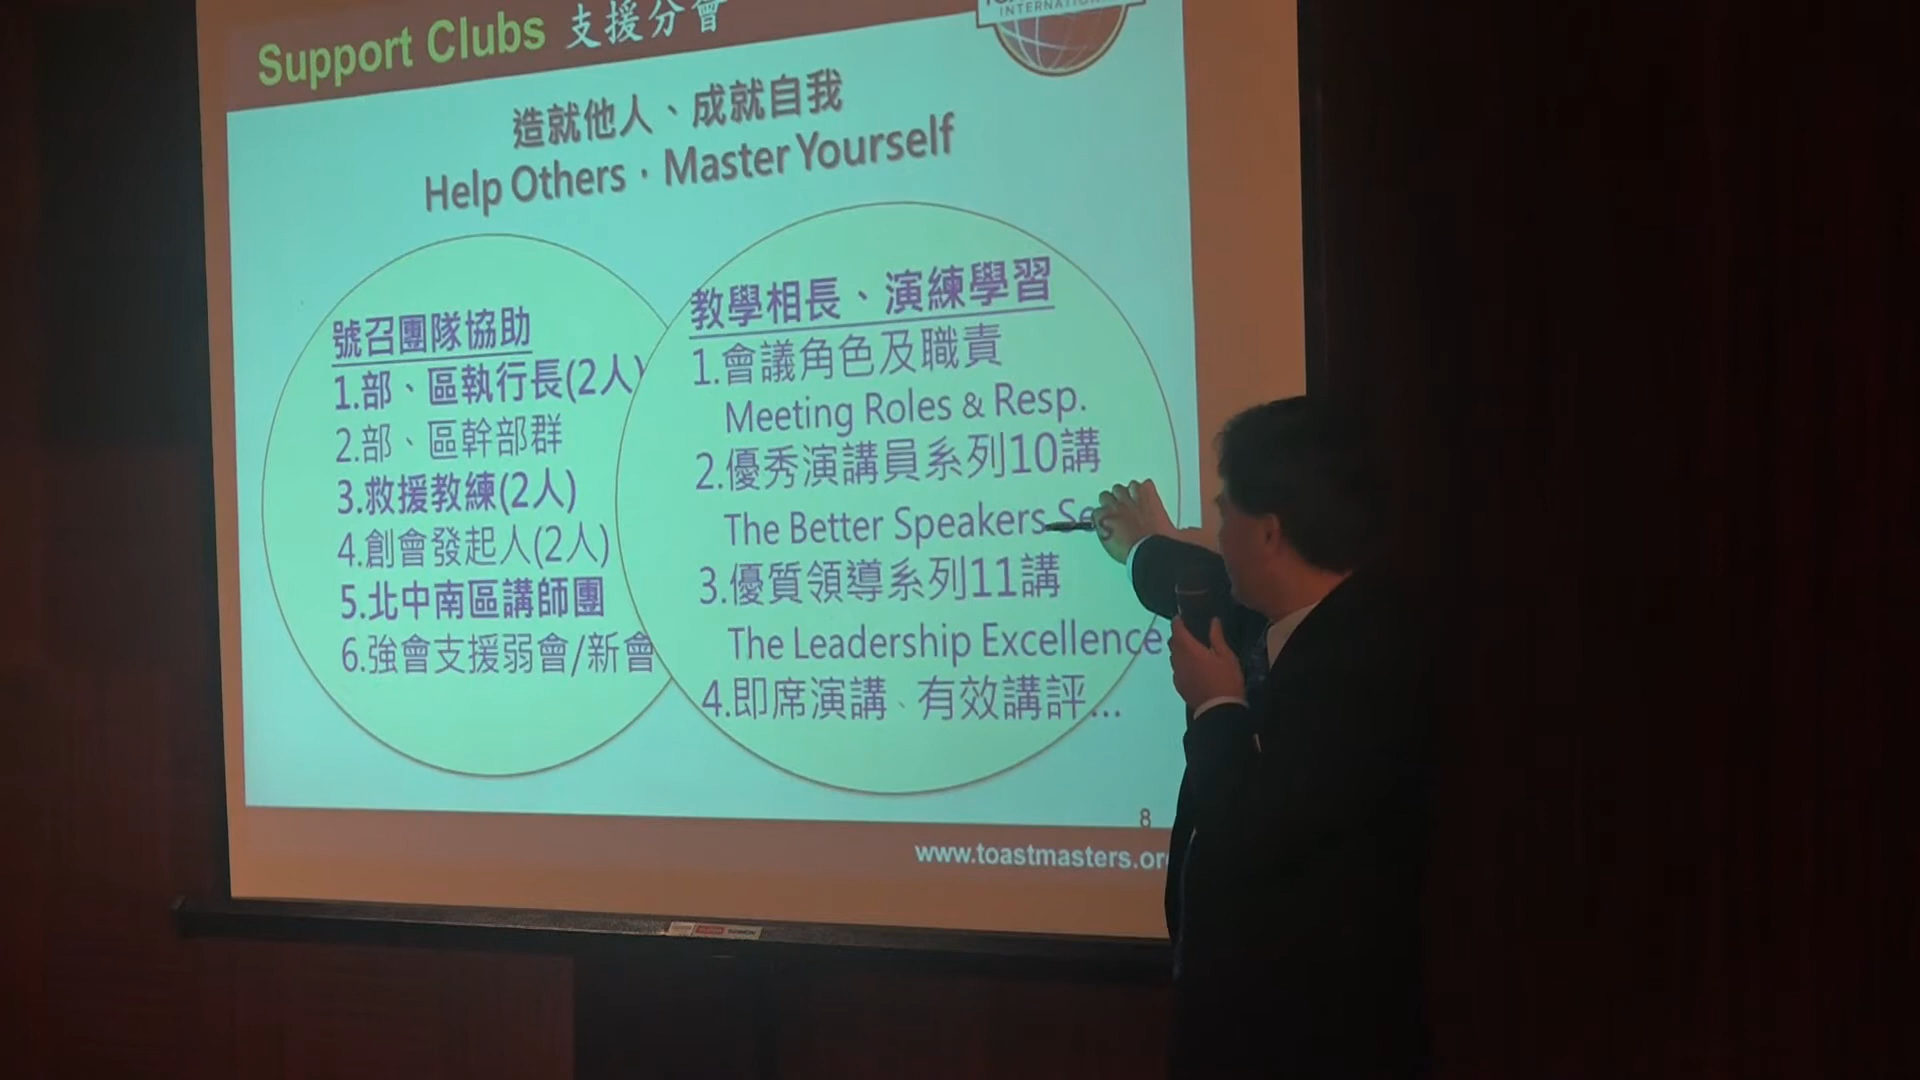 Support Clubs 支援分會
INTERNATIONAL
造就他人、成就自我
Help Others · Master Yourself
號召團隊協助
1.部、區執行長(2人)
2.部、區幹部群
3.救援教練(2人)
4.創會發起人(2人)
5.北中南區講師團
6.強會支援弱會/新會
教學相長、演練學習
1.會議角色及職責
Meeting Roles & Resp.
2.優秀演講員系列10講
The Better Speakers
3.優質領導系列11講
The Leadership Excellence
4.即席演講、有效講評...
8
www.toastmasters.or